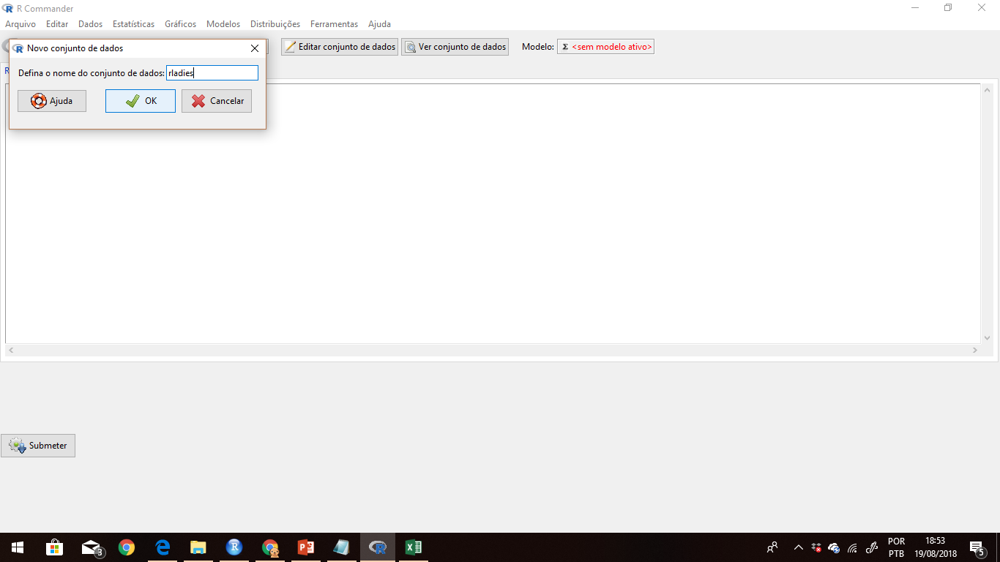 R Commander
Arquivo Editar Dados Estatísticas Gráficos Modelos Distribuições Ferramentas Ajuda
Novo conjunto de dados
Editar conjunto de dados Ver conjunto de dados Modelo: Σ <sem modelo ativo>
R
Defina o nome do conjunto de dados: rladies
Ajuda OK Cancelar
Submeter
3
POR
PTB
18:53
19/08/2018
5